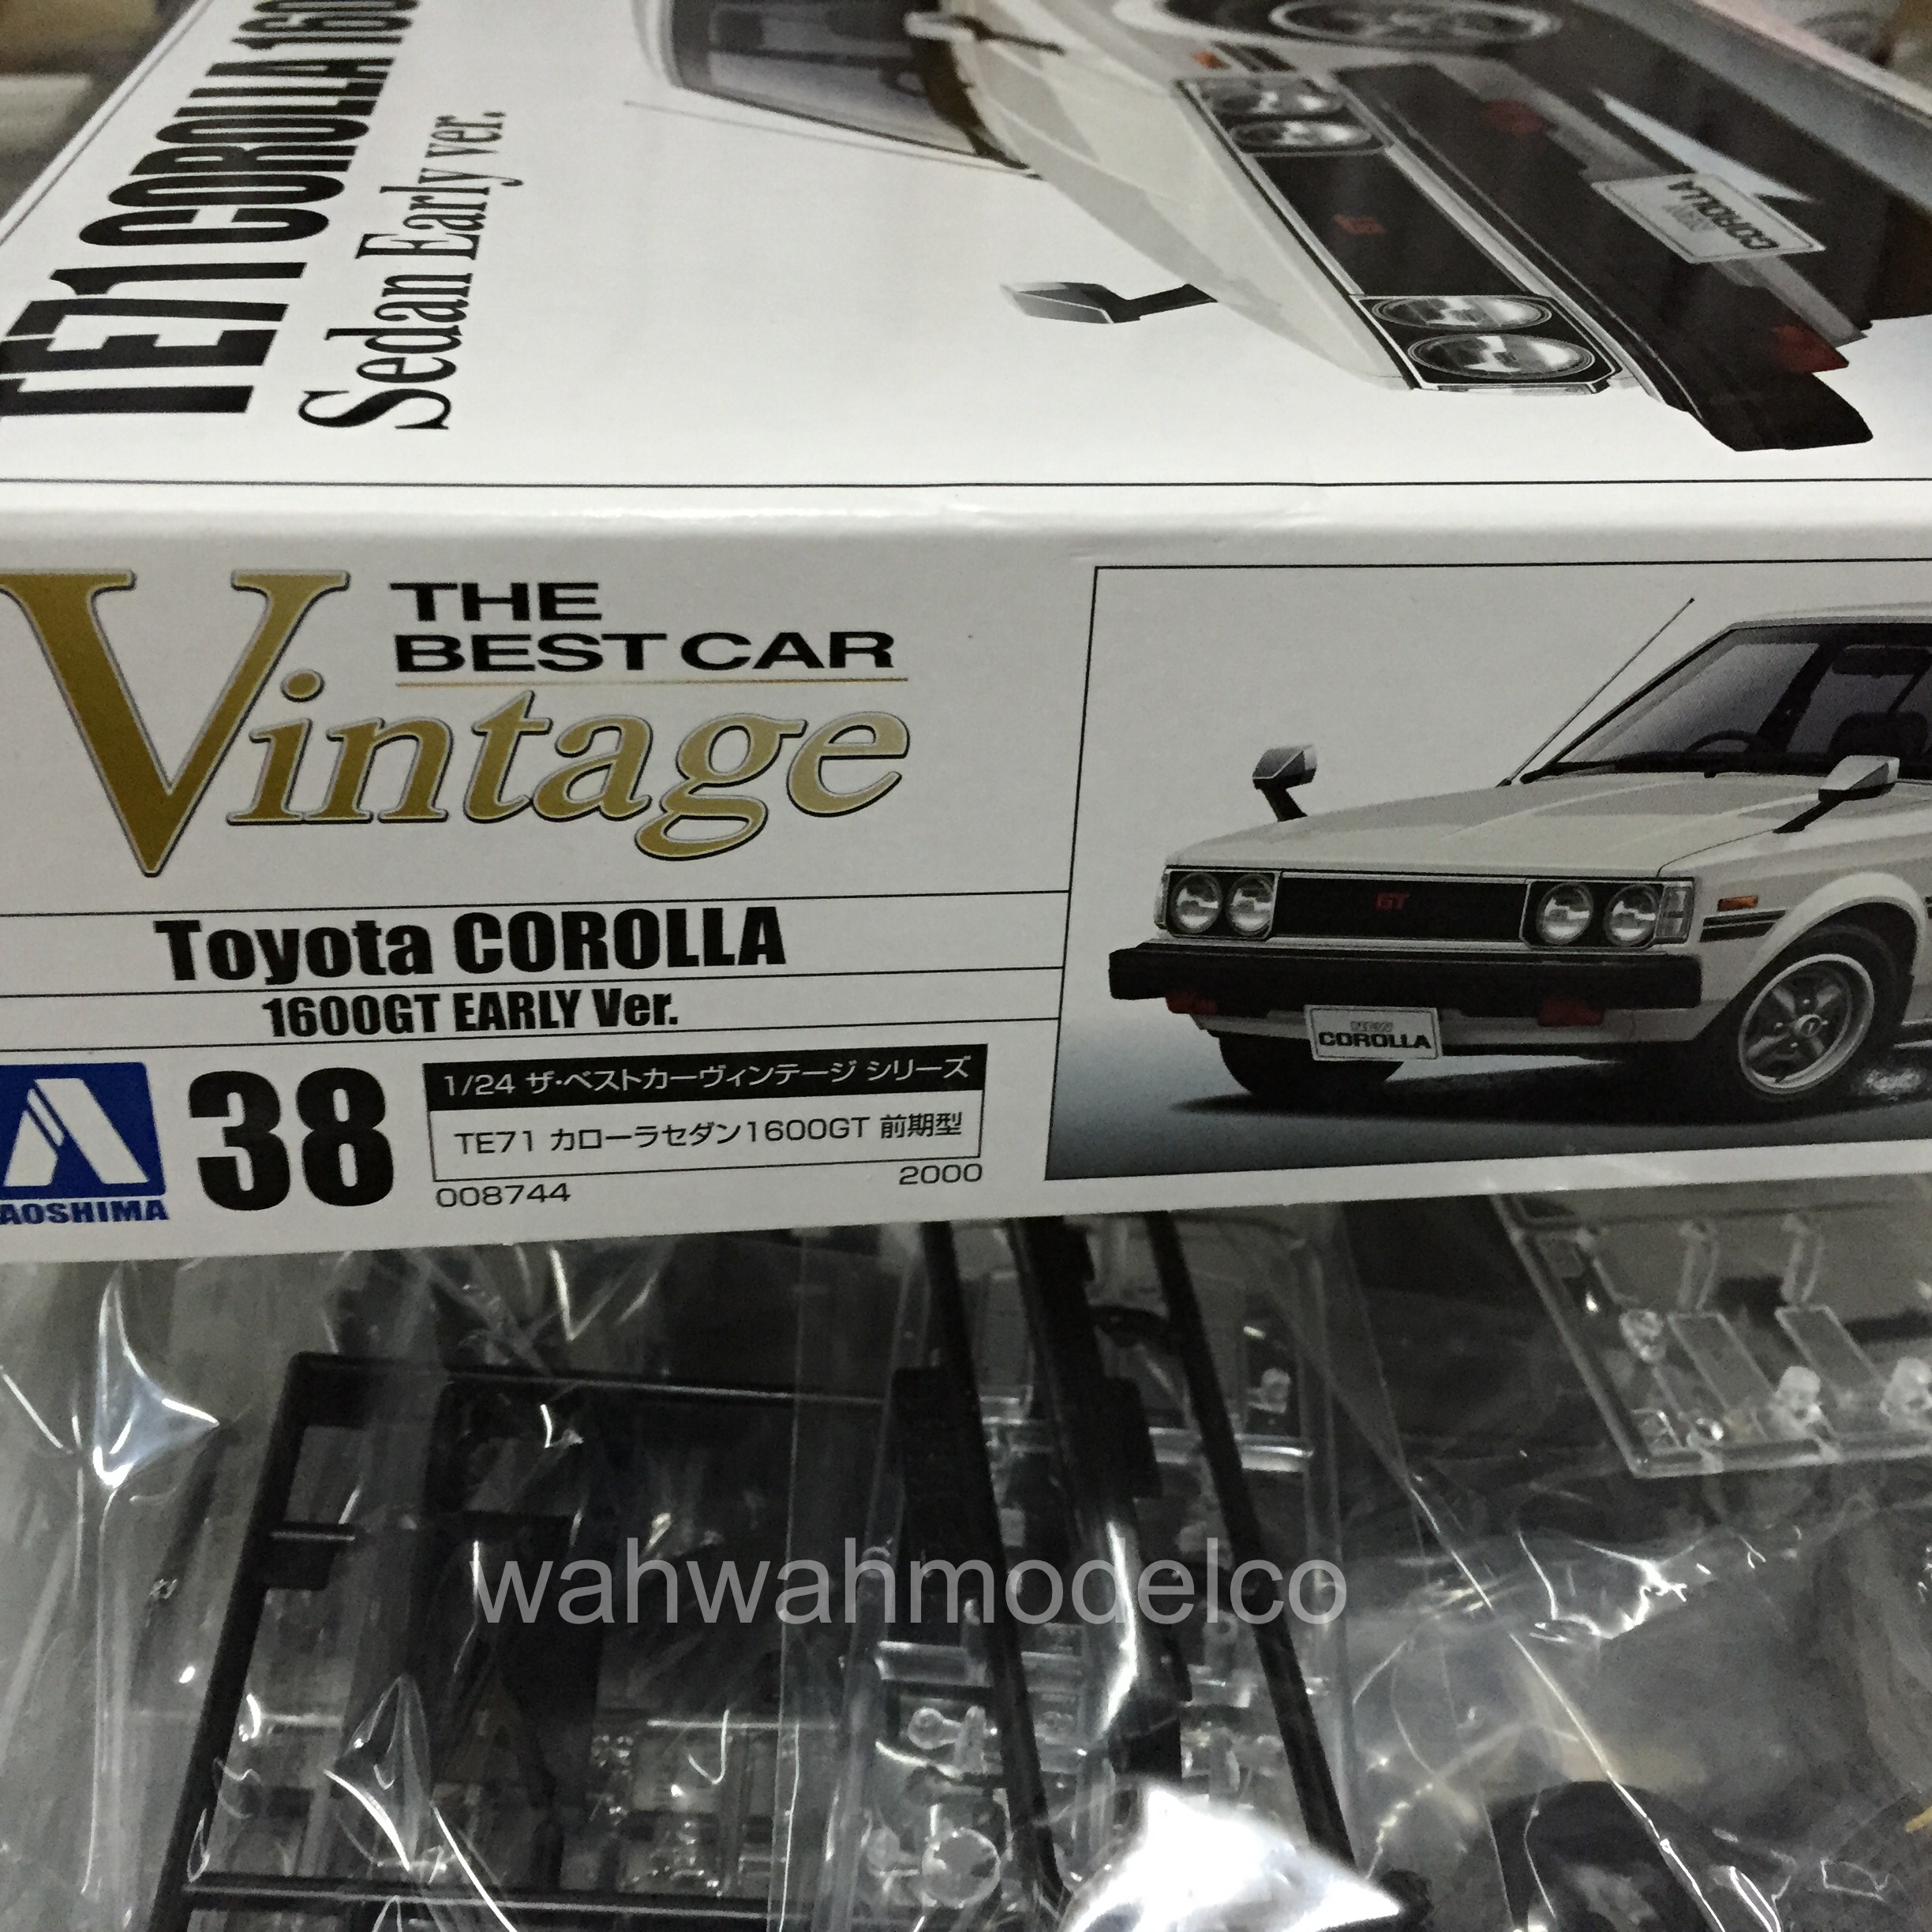 TE71 COROLLA 160
Sedan Early ver.
GT
COROLLA
THE
BEST CAR
Vintage
Toyota COROLLA
1600GT EARLY Ver.
GT
NEW
COROLLA
AOSHIMA
38
1/24 ザ・ベストカーヴィンテージ シリーズ
TE71 カローラセダン1600GT 前期型
008744
2000
wahwahmodelco